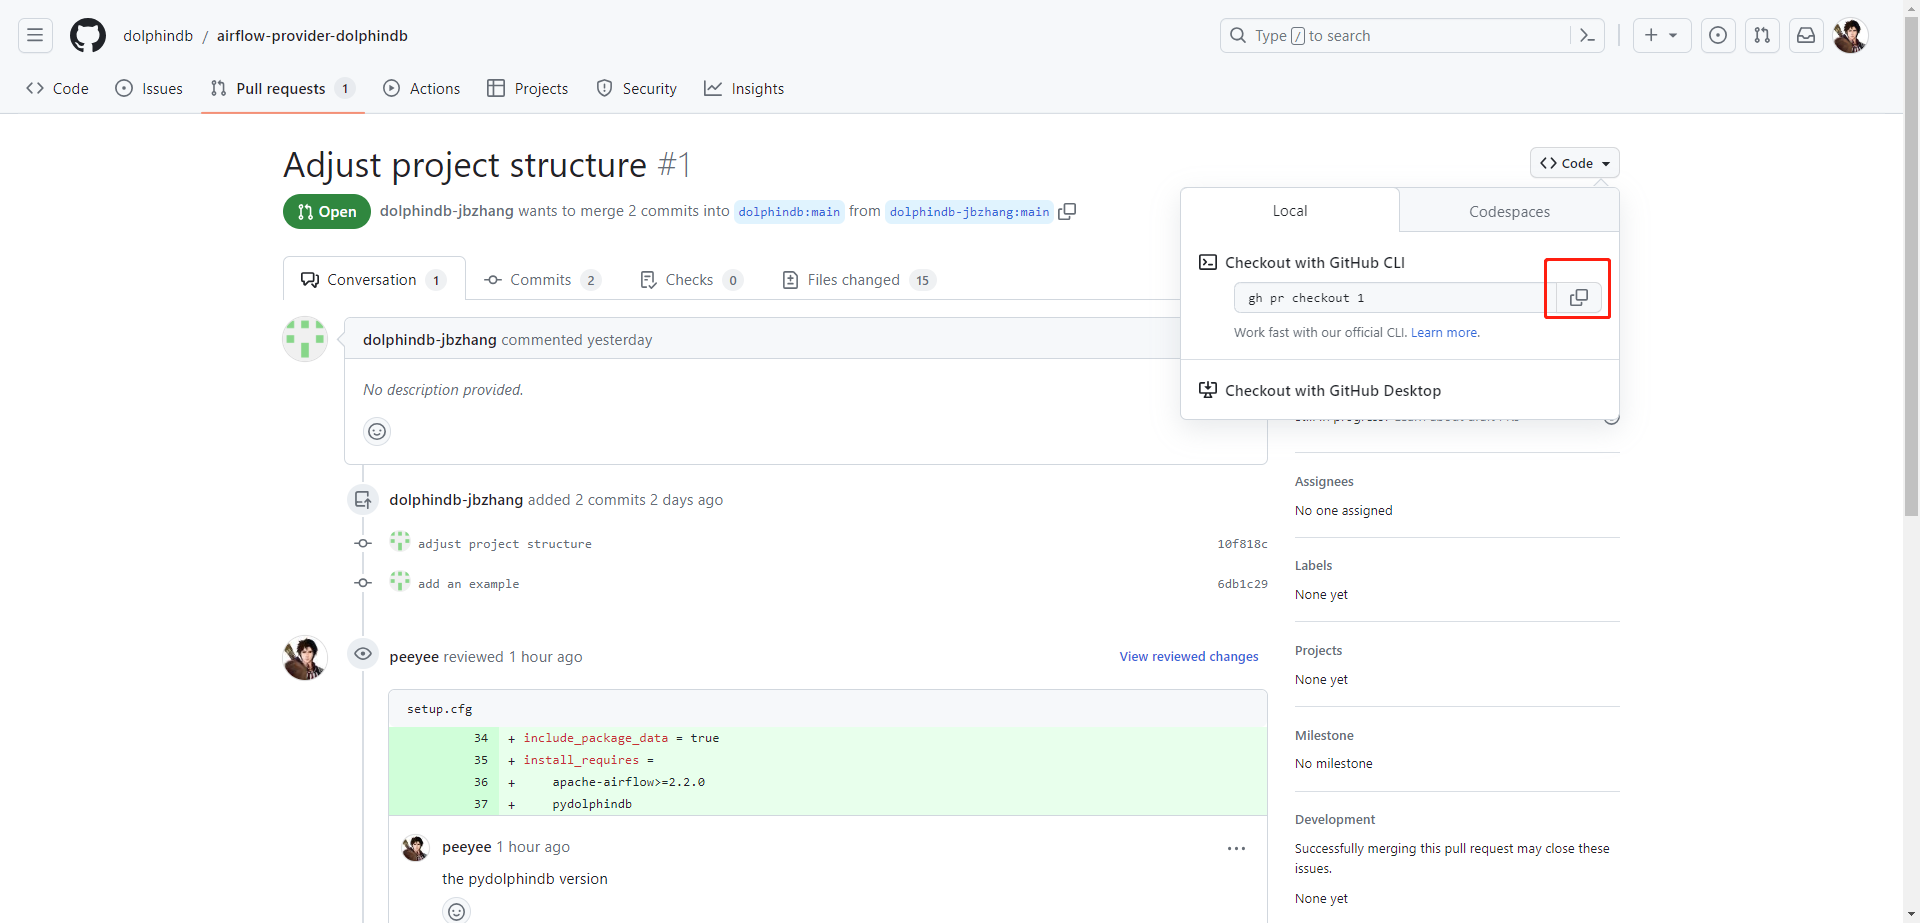 dolphindb / airflow-provider-dolphindb
Type / to search
Code
Issues
Pull requests 1
Actions
Projects
Security
Insights
Adjust project structure #1
Code
Open
dolphindb-jbzhang wants to merge 2 commits into dolphindb:main from dolphindb-jbzhang:main
Local
Codespaces
Checkout with GitHub CLI
gh pr checkout 1
Work fast with our official CLI. Learn more.
Checkout with GitHub Desktop
Conversation 1
Commits 2
Checks 0
Files changed 15
dolphindb-jbzhang commented yesterday
No description provided.
dolphindb-jbzhang added 2 commits 2 days ago
adjust project structure 10f818c
add an example 6db1c29
peeyee reviewed 1 hour ago
View reviewed changes
setup.cfg
34 + include_package_data = true
35 + install_requires =
36 + apache-airflow>=2.2.0
37 + pydolphindb
peeyee 1 hour ago
the pydolphindb version
Assignees
No one assigned
Labels
None yet
Projects
None yet
Milestone
No milestone
Development
Successfully merging this pull request may close these
issues.
None yet